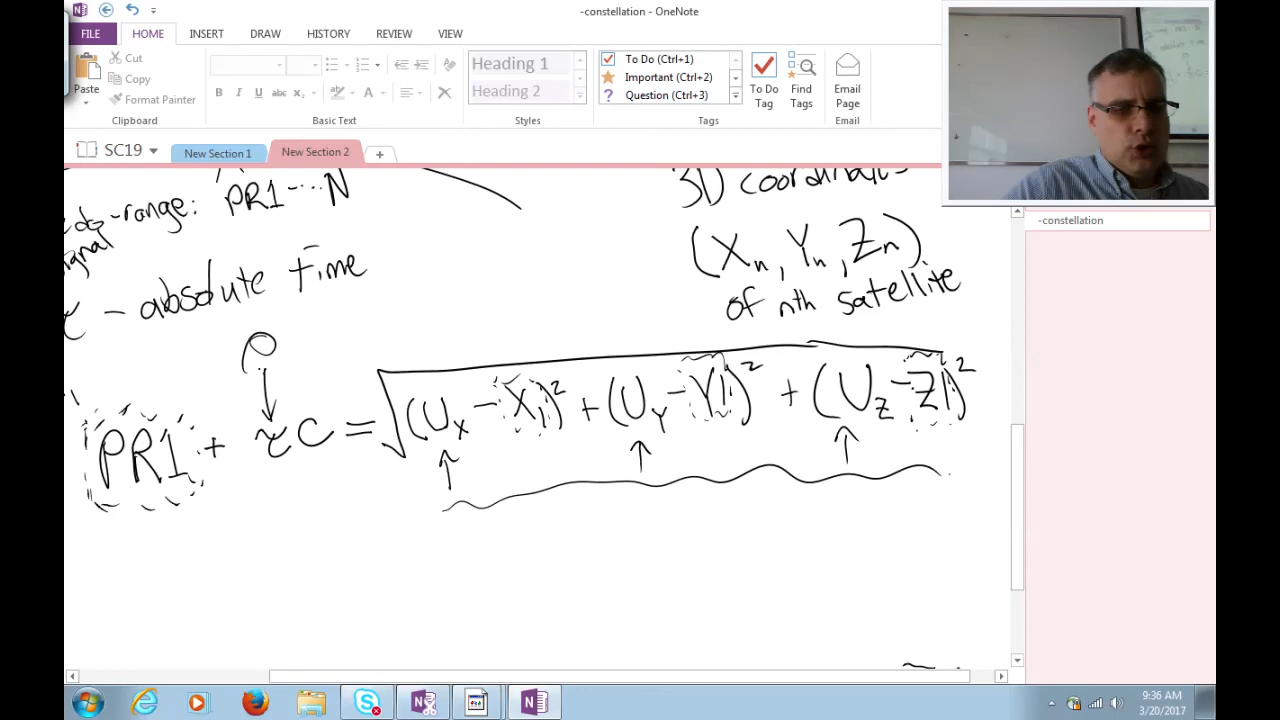 -constellation - OneNote
FILE HOME INSERT DRAW HISTORY REVIEW VIEW
Paste
Cut
Copy
Format Painter
Clipboard
B I U abc
Basic Text
Heading 1
Heading 2
Styles
To Do (Ctrl+1)
Important (Ctrl+2)
Question (Ctrl+3)
To Do Tag
Find Tags
Tags
Email Page
Email
SC19 New Section 1 New Section 2 +
-constellation
-range: PR1 ... N
signal
τ - absolute time
3D coordinat
(Xn, Yn, Zn)
of nth satellite
PR1 + τC = √(Ux - X1)² + (Uy - Y1)² + (Uz - Z1)²
9:36 AM
3/20/2017